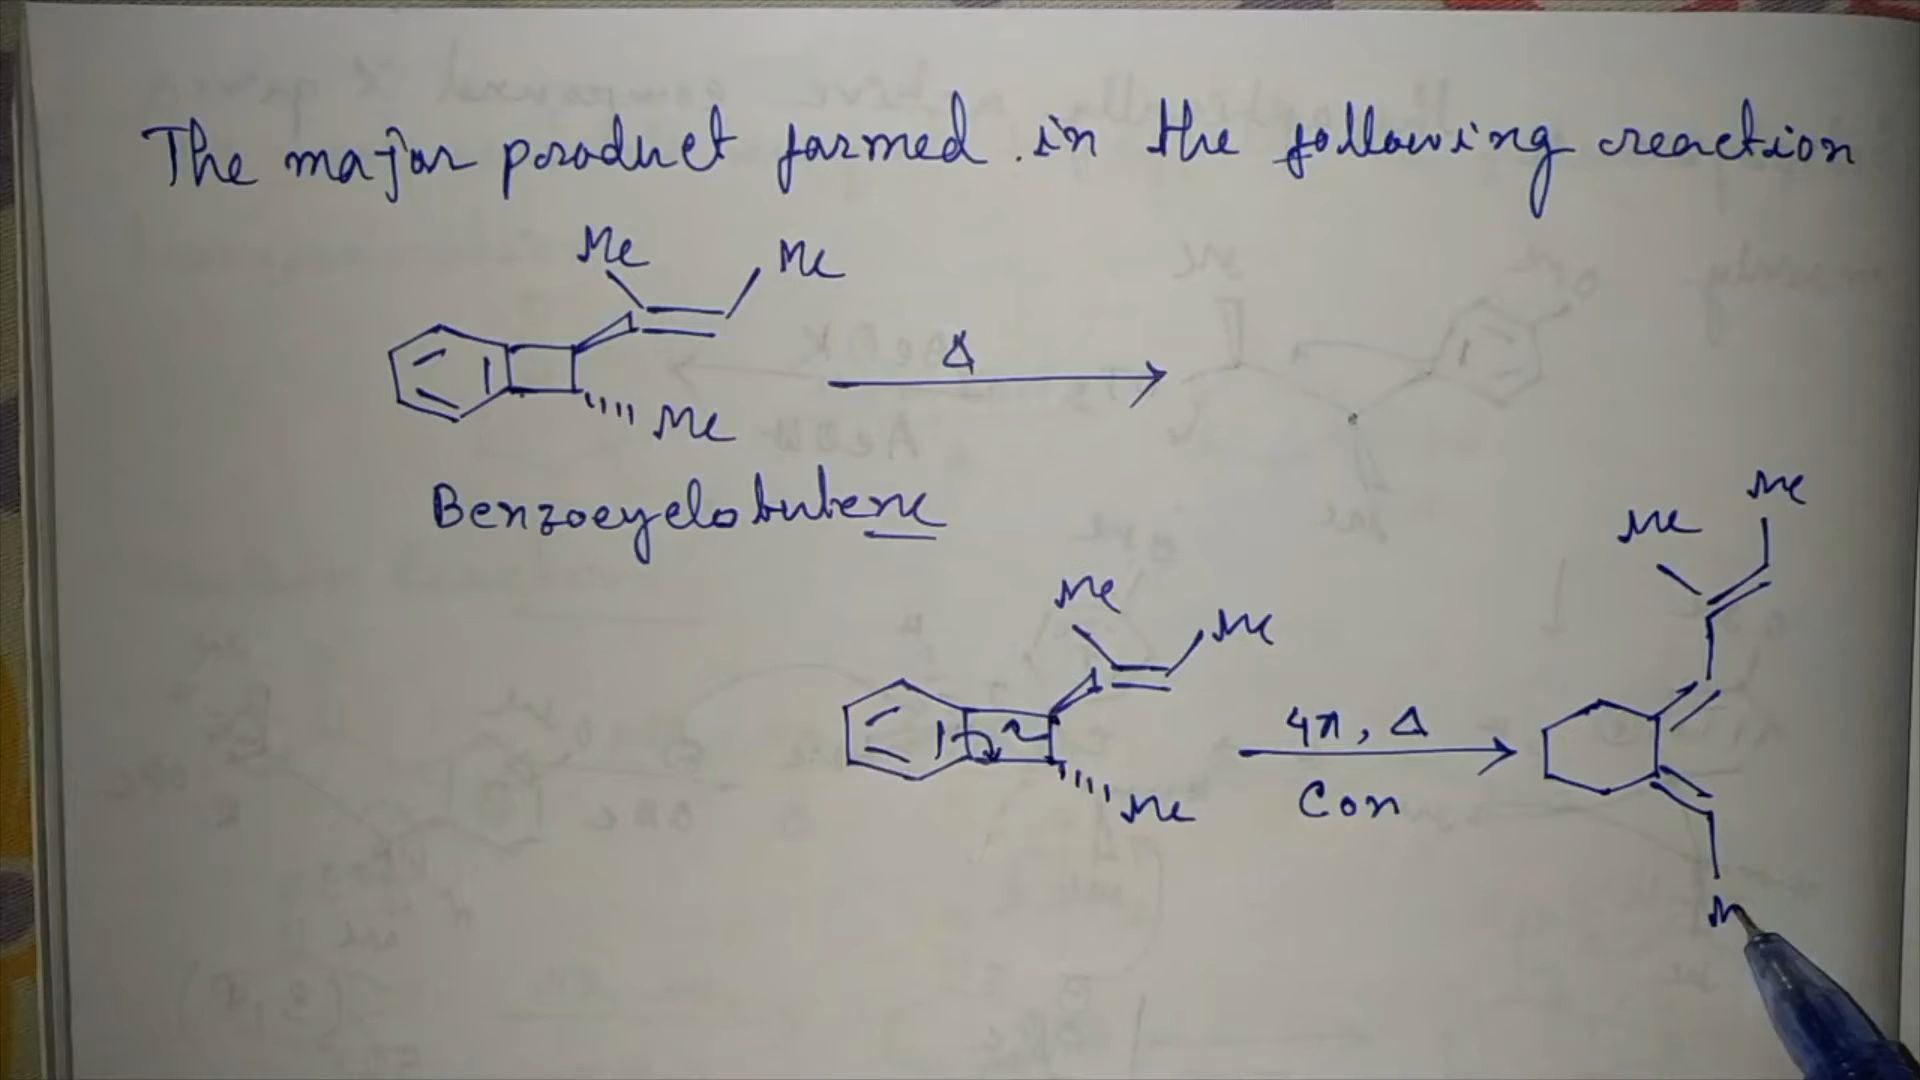 The major product formed in the following reaction
Me Me
Δ
Me
Benzocyclobutene
Me Me
Me
Me Me
4π, Δ
Con
Me